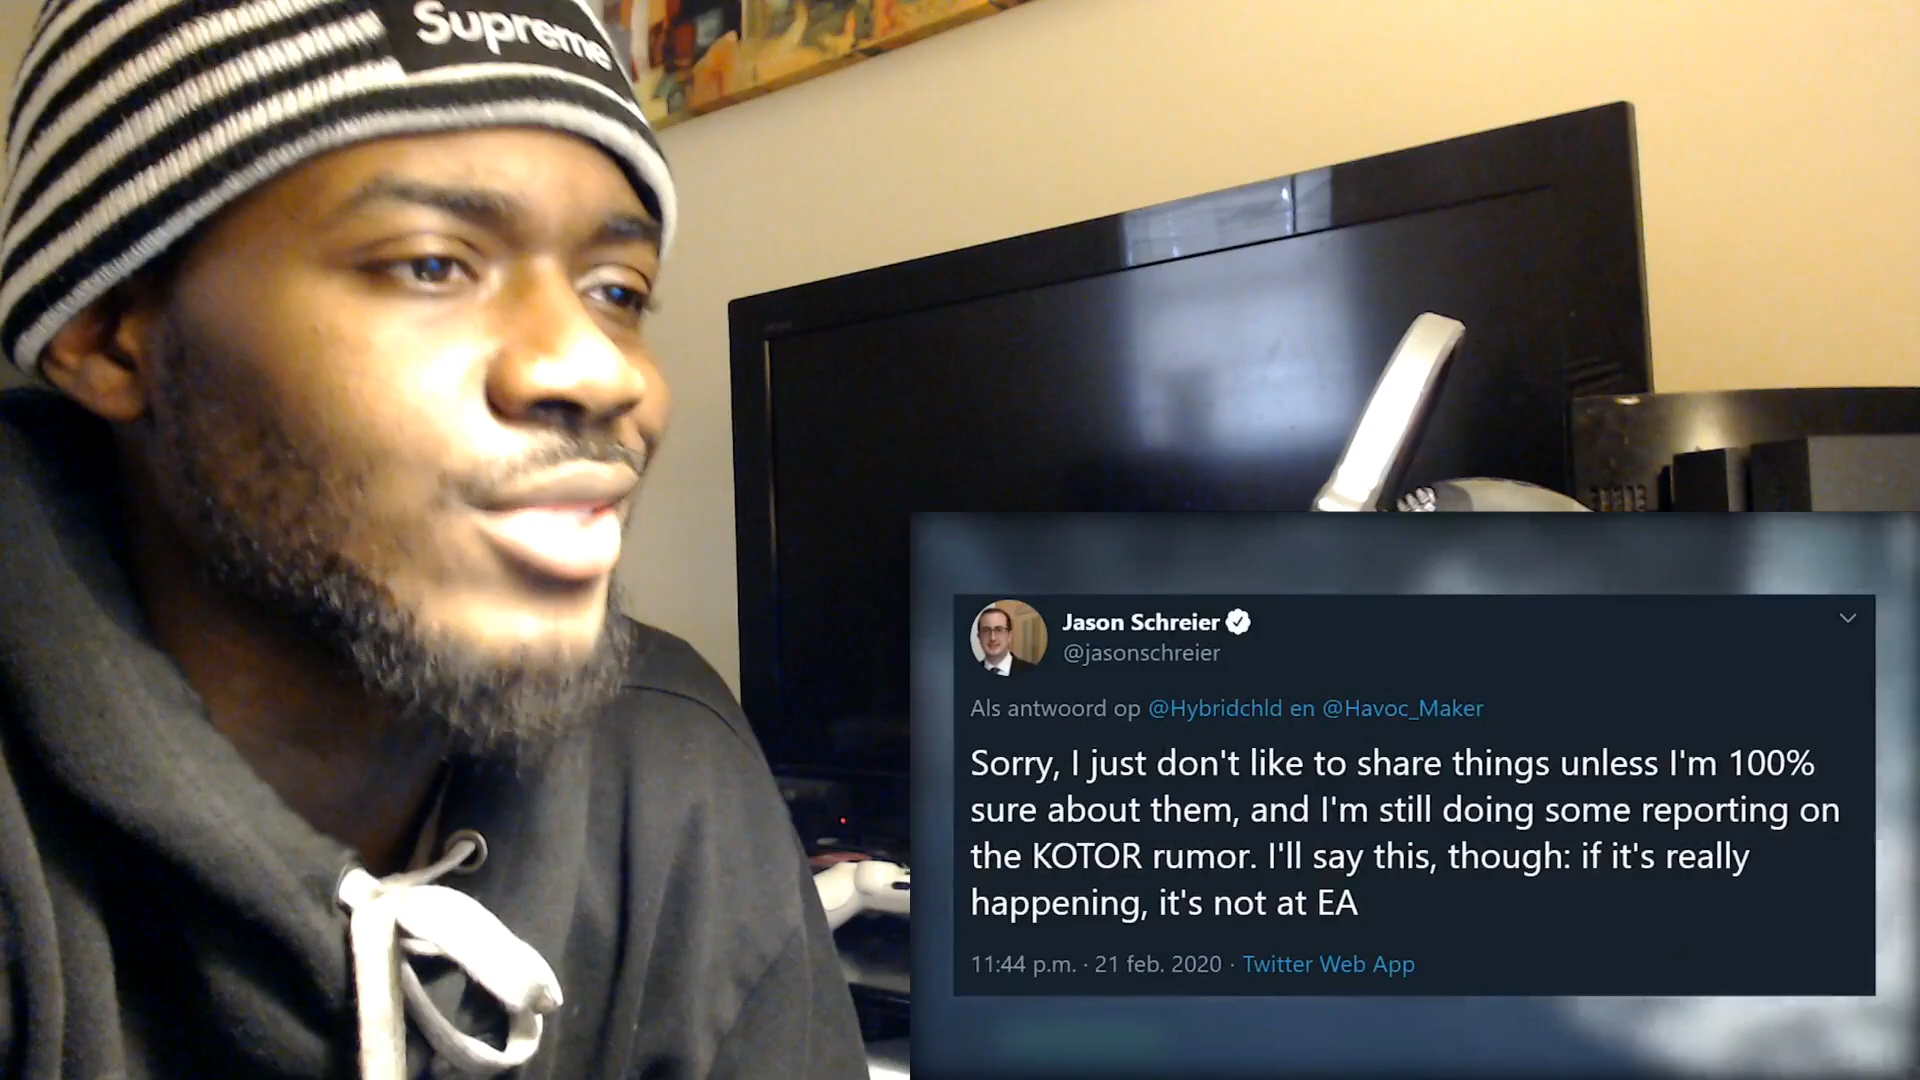 Supreme
Jason Schreier
@jasonschreier
Als antwoord op @Hybridchld en @Havoc_Maker
Sorry, I just don't like to share things unless I'm 100%
sure about them, and I'm still doing some reporting on
the KOTOR rumor. I'll say this, though: if it's really
happening, it's not at EA
11:44 p.m. · 21 feb. 2020 · Twitter Web App